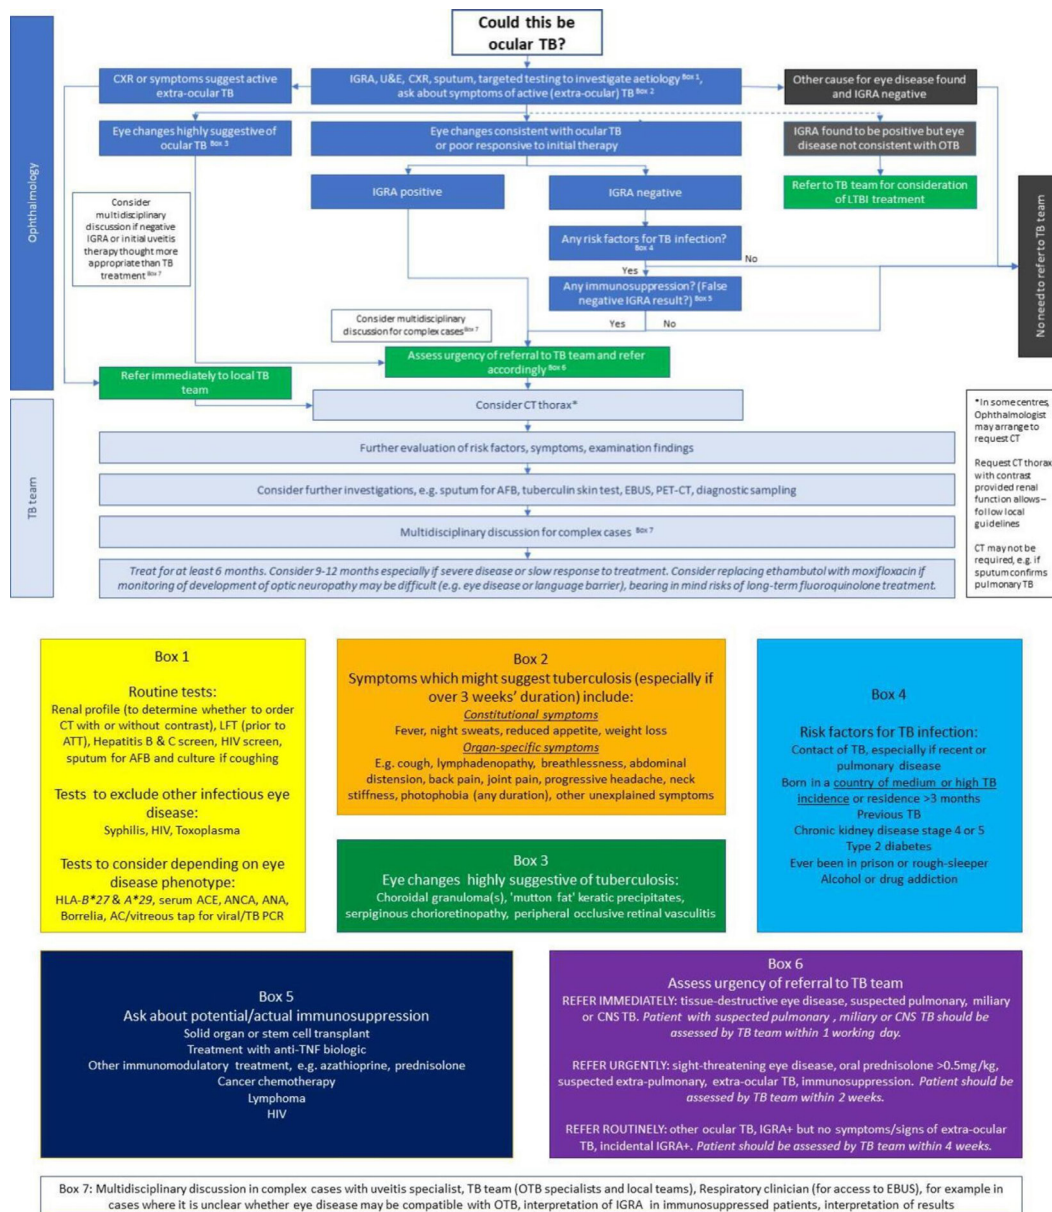 Could this be
ocular TB?
CXR or symptoms suggest active
extra-ocular TB
IGRA, U&E, CXR, sputum, targeted testing to investigate aetiology Box 1,
ask about symptoms of active (extra-ocular) TB Box 2
Other cause for eye disease found
and IGRA negative
Eye changes highly suggestive of
ocular TB Box 3
Eye changes consistent with ocular TB
or poor responsive to initial therapy
IGRA found to be positive but eye
disease not consistent with OTB
Ophthalmology
IGRA positive
IGRA negative
Refer to TB team for consideration
of LTBI treatment
Consider
multidisciplinary
discussion if negative
IGRA or initial uveitis
therapy thought more
appropriate than TB
treatment Box 7
Any risk factors for TB infection?
Box 4
No
Yes
Any immunosuppression? (False
negative IGRA result?) Box 5
No need to refer to TB team
Consider multidisciplinary
discussion for complex cases Box 7
Yes
No
Assess urgency of referral to TB team and refer
accordingly Box 6
Refer immediately to local TB
team
TB team
Consider CT thorax*
Further evaluation of risk factors, symptoms, examination findings
Consider further investigations, e.g. sputum for AFB, tuberculin skin test, EBUS, PET-CT, diagnostic sampling
Multidisciplinary discussion for complex cases Box 7
Treat for at least 6 months. Consider 9-12 months especially if severe disease or slow response to treatment. Consider replacing ethambutol with moxifloxacin if
monitoring of development of optic neuropathy may be difficult (e.g. eye disease or language barrier), bearing in mind risks of long-term fluoroquinolone treatment.
*In some centres,
Ophthalmologist
may arrange to
request CT
Request CT thorax
with contrast
provided renal
function allows–
follow local
guidelines
CT may not be
required, e.g. if
sputum confirms
pulmonary TB
Box 1
Routine tests:
Renal profile (to determine whether to order
CT with or without contrast), LFT (prior to
ATT), Hepatitis B & C screen, HIV screen,
sputum for AFB and culture if coughing
Tests to exclude other infectious eye
disease:
Syphilis, HIV, Toxoplasma
Tests to consider depending on eye
disease phenotype:
HLA-B*27 & A*29, serum ACE, ANCA, ANA,
Borrelia, AC/vitreous tap for viral/TB PCR
Box 2
Symptoms which might suggest tuberculosis (especially if
over 3 weeks' duration) include:
Constitutional symptoms
Fever, night sweats, reduced appetite, weight loss
Organ-specific symptoms
E.g. cough, lymphadenopathy, breathlessness, abdominal
distension, back pain, joint pain, progressive headache, neck
stiffness, photophobia (any duration), other unexplained symptoms
Box 3
Eye changes highly suggestive of tuberculosis:
Choroidal granuloma(s), 'mutton fat' keratic precipitates,
serpiginous chorioretinopathy, peripheral occlusive retinal vasculitis
Box 4
Risk factors for TB infection:
Contact of TB, especially if recent or
pulmonary disease
Born in a country of medium or high TB
incidence or residence >3 months
Previous TB
Chronic kidney disease stage 4 or 5
Type 2 diabetes
Ever been in prison or rough-sleeper
Alcohol or drug addiction
Box 5
Ask about potential/actual immunosuppression
Solid organ or stem cell transplant
Treatment with anti-TNF biologic
Other immunomodulatory treatment, e.g. azathioprine, prednisolone
Cancer chemotherapy
Lymphoma
HIV
Box 6
Assess urgency of referral to TB team
REFER IMMEDIATELY: tissue-destructive eye disease, suspected pulmonary, miliary
or CNS TB. Patient with suspected pulmonary , miliary or CNS TB should be
assessed by TB team within 1 working day.
REFER URGENTLY: sight-threatening eye disease, oral prednisolone >0.5mg/kg,
suspected extra-pulmonary, extra-ocular TB, immunosuppression. Patient should be
assessed by TB team within 2 weeks.
REFER ROUTINELY: other ocular TB, IGRA+ but no symptoms/signs of extra-ocular
TB, incidental IGRA+. Patient should be assessed by TB team within 4 weeks.
Box 7: Multidisciplinary discussion in complex cases with uveitis specialist, TB team (OTB specialists and local teams), Respiratory clinician (for access to EBUS), for example in
cases where it is unclear whether eye disease may be compatible with OTB, interpretation of IGRA in immunosuppressed patients, interpretation of results